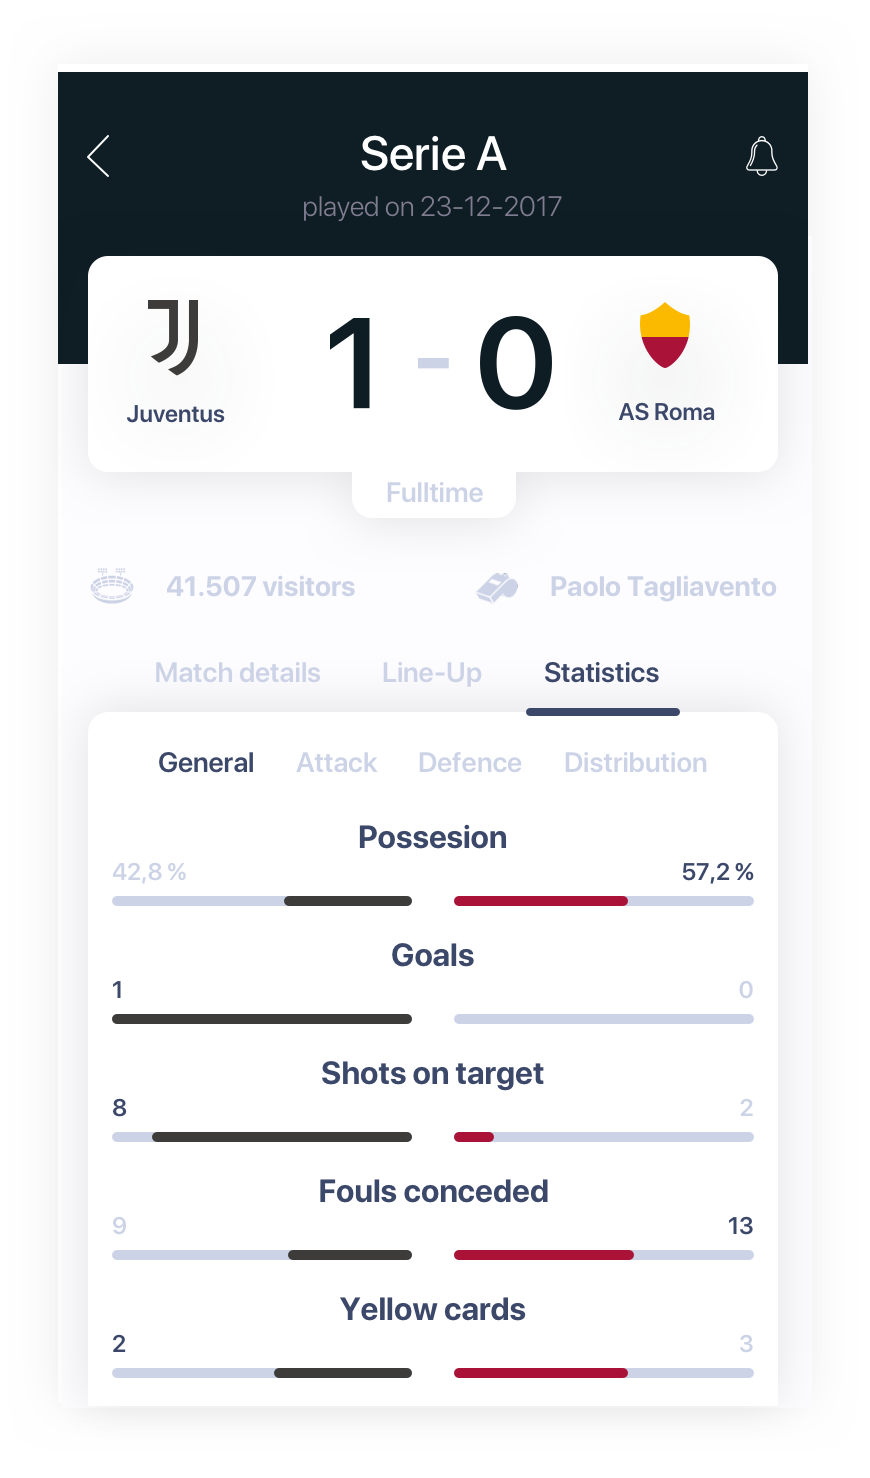 Serie A
played on 23-12-2017
1 - 0
Juventus
AS Roma
Fulltime
41.507 visitors
Paolo Tagliavento
Match details Line-Up Statistics
General Attack Defence Distribution
Possesion
42,8 % 57,2 %
Goals
1 0
Shots on target
8 2
Fouls conceded
9 13
Yellow cards
2 3